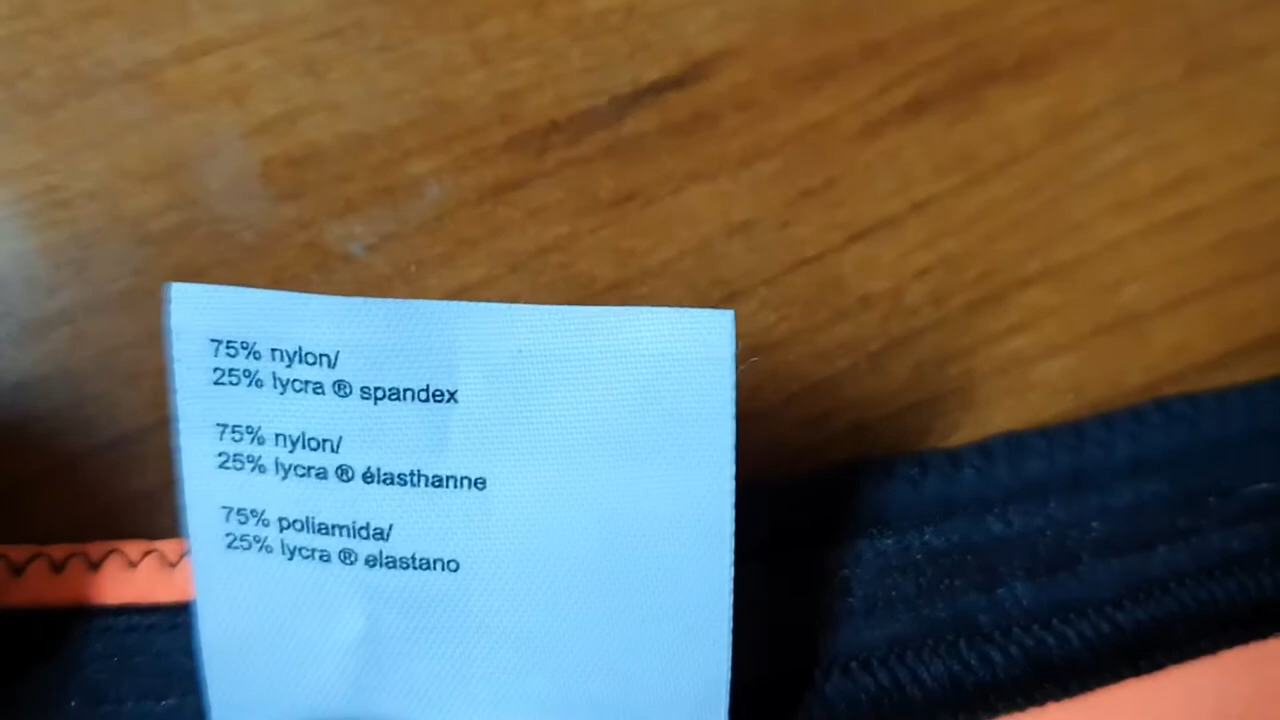 75% nylon/
25% lycra ® spandex
75% nylon/
25% lycra ® élasthanne
75% poliamida/
25% lycra ® elastano